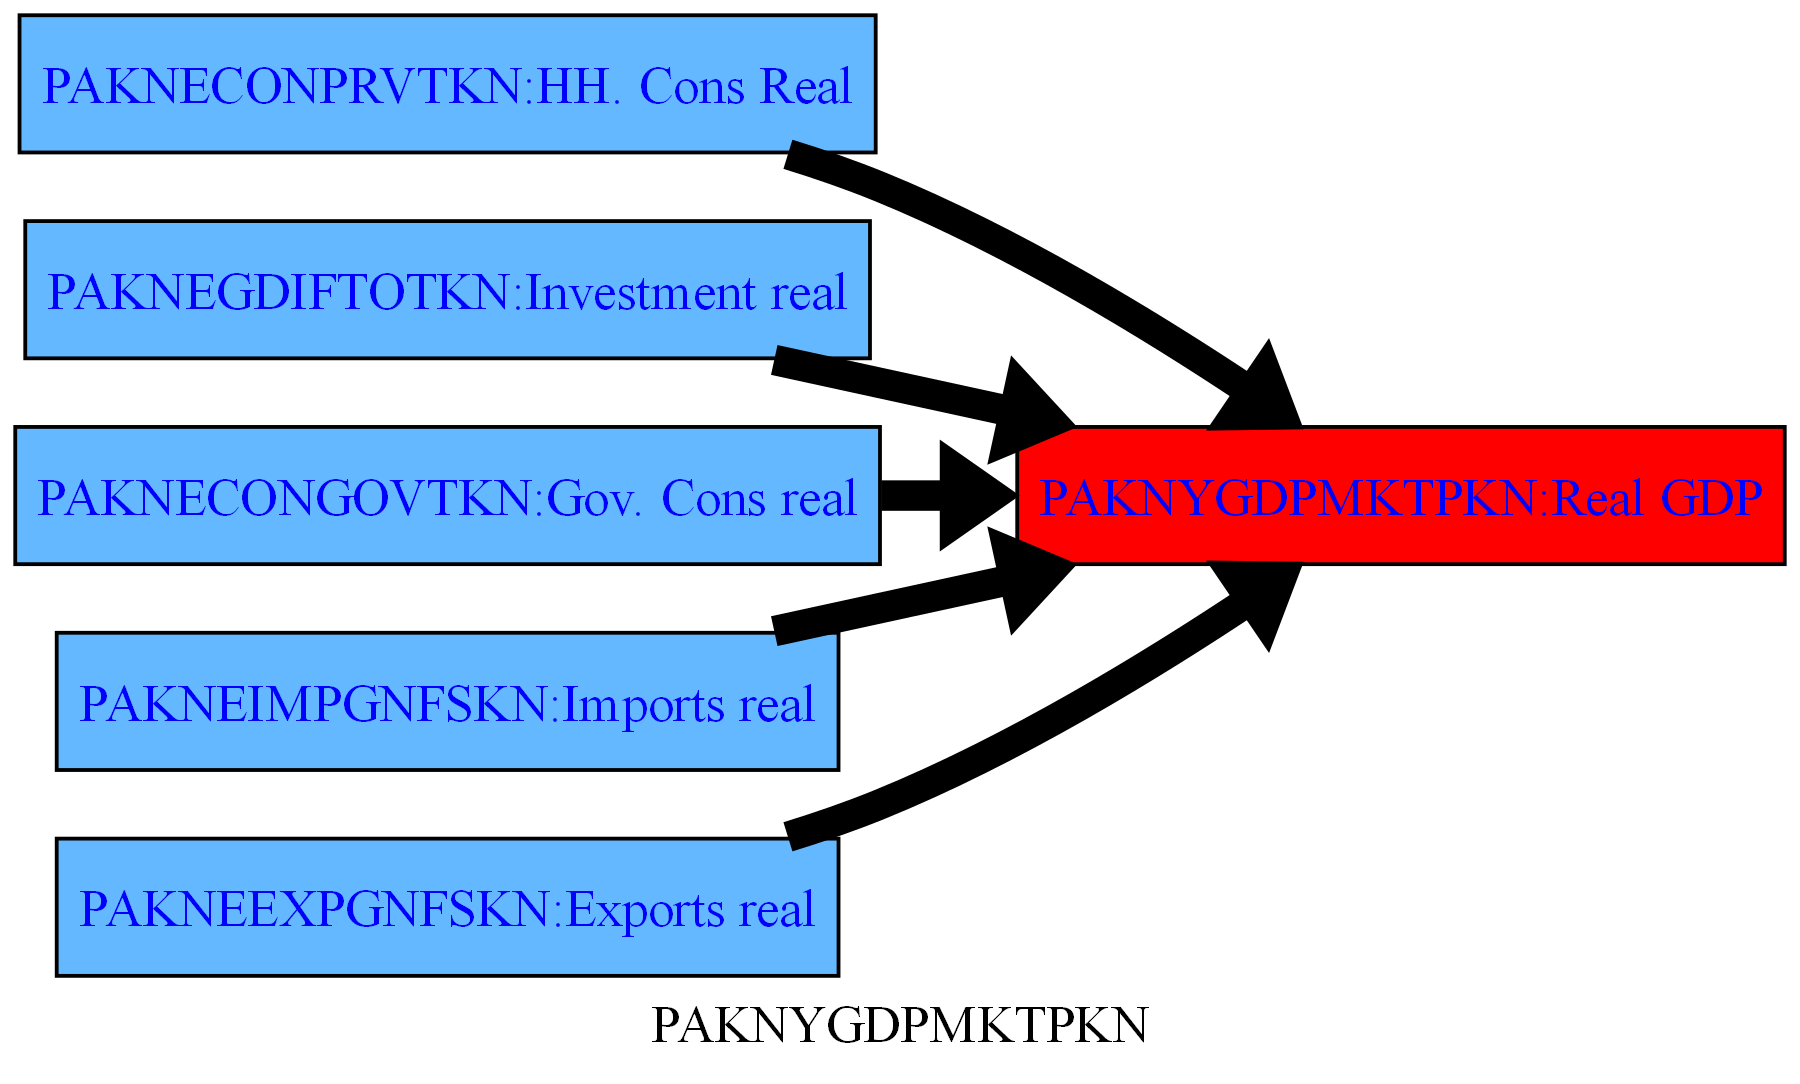 PAKNECONPRVTKN:HH. Cons Real
PAKNEGDIFTOTKN:Investment real
PAKNECONGOVTKN:Gov. Cons real
PAKNYGDPMKTPKN:Real GDP
PAKNEIMPGNFSKN:Imports real
PAKNEEXPGNFSKN:Exports real
PAKNYGDPMKTPKN